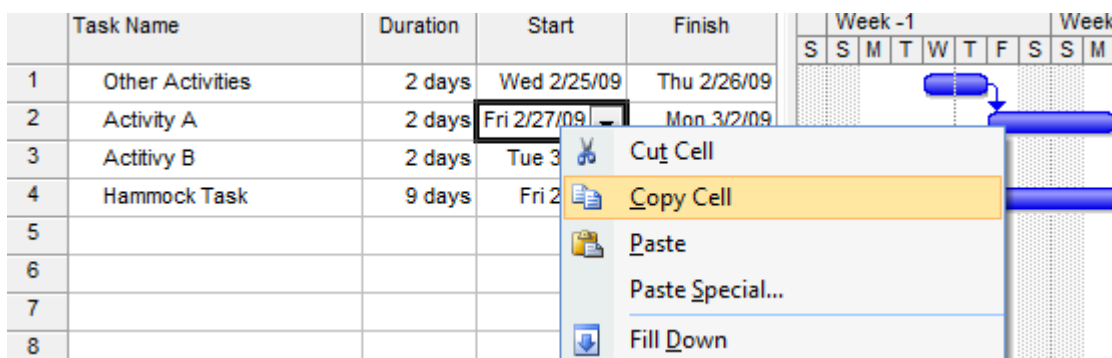 Task Name Duration Start Finish Week -1 Week
S S M T W T F S S M
1 Other Activities 2 days Wed 2/25/09 Thu 2/26/09
2 Activity A 2 days Fri 2/27/09 Mon 3/2/09
3 Actitivy B 2 days Tue 3
4 Hammock Task 9 days Fri 2
5
6
7
8
Cut Cell
Copy Cell
Paste
Paste Special...
Fill Down